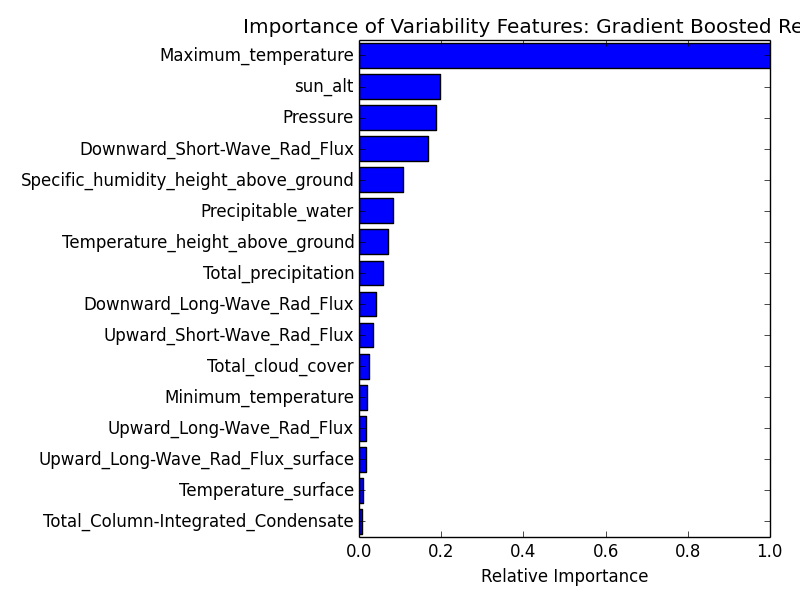 Importance of Variability Features: Gradient Boosted Re
Maximum_temperature
sun_alt
Pressure
Downward_Short-Wave_Rad_Flux
Specific_humidity_height_above_ground
Precipitable_water
Temperature_height_above_ground
Total_precipitation
Downward_Long-Wave_Rad_Flux
Upward_Short-Wave_Rad_Flux
Total_cloud_cover
Minimum_temperature
Upward_Long-Wave_Rad_Flux
Upward_Long-Wave_Rad_Flux_surface
Temperature_surface
Total_Column-Integrated_Condensate
0.0 0.2 0.4 0.6 0.8 1.0
Relative Importance